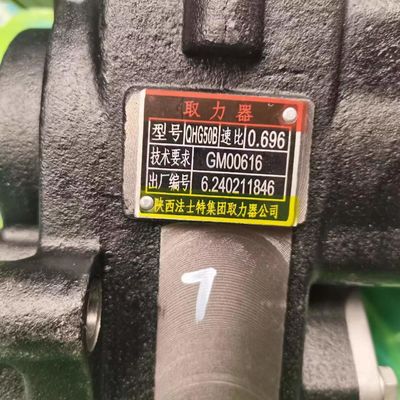 取力器
型号 QHG50B 速比 0.696
技术要求 GM00616
出厂编号 6.240211846
陕西法士特集团取力器公司
7